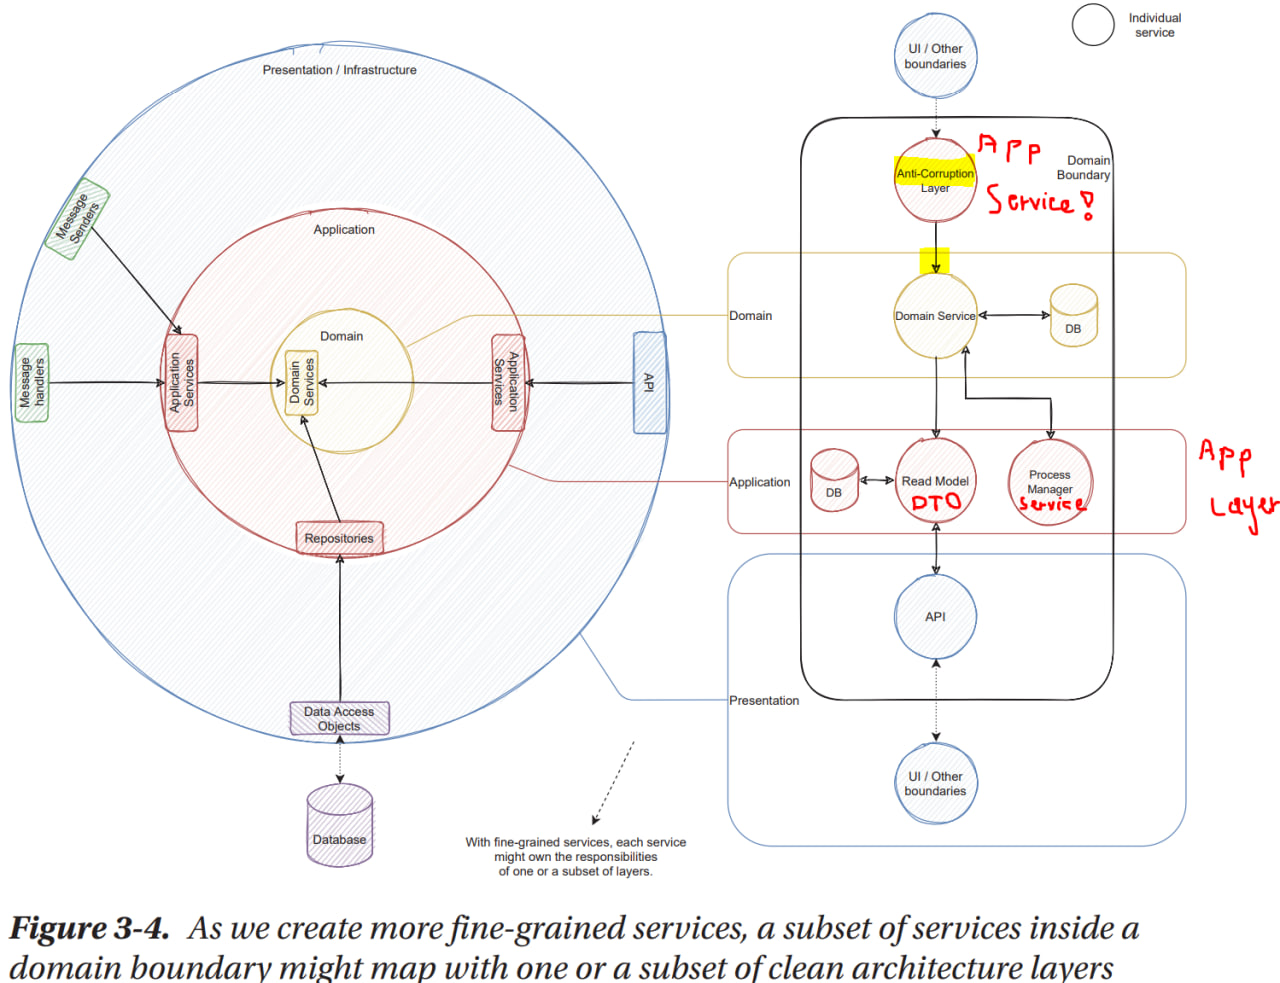 Presentation / Infrastructure
Message
Senders
Application
Domain
Message
handlers
Application
Services
Domain
Services
Application
Services
API
Repositories
Data Access
Objects
Database
Individual
service
UI / Other
boundaries
Anti-Corruption
Layer
APP
Service!
Domain
Boundary
Domain
Domain Service
DB
Application
DB
Read Model
DTO
Process
Manager
Service
APP
Layer
API
Presentation
UI / Other
boundaries
With fine-grained services, each service
might own the responsibilities
of one or a subset of layers.
Figure 3-4. As we create more fine-grained services, a subset of services inside a
domain boundary might map with one or a subset of clean architecture layers